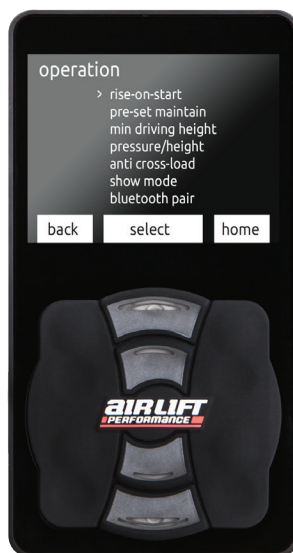 operation
> rise-on-start
pre-set maintain
min driving height
pressure/height
anti cross-load
show mode
bluetooth pair
back select home
AIRLIFT
PERFORMANCE